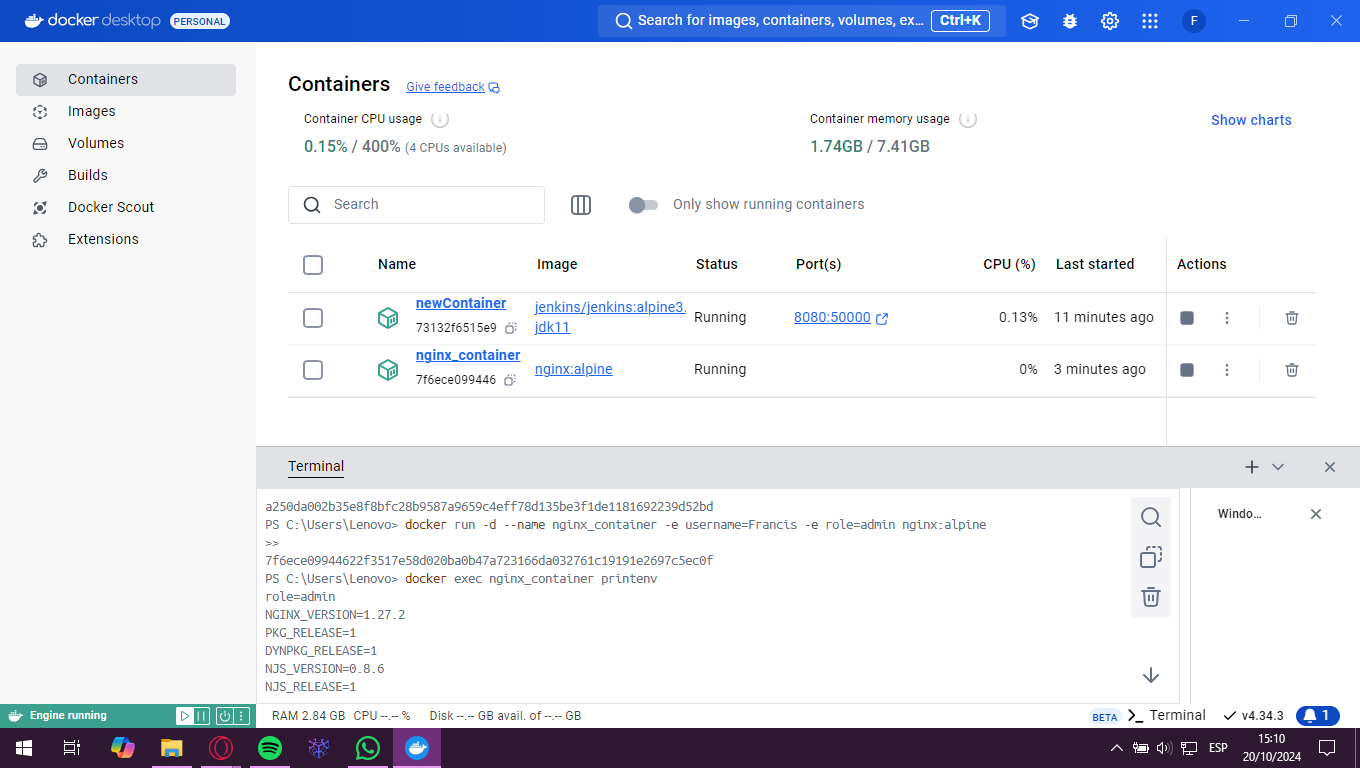 docker desktop PERSONAL
Search for images, containers, volumes, ex... Ctrl+K
F
Containers
Images
Volumes
Builds
Docker Scout
Extensions
Containers Give feedback
Container CPU usage
0.15% / 400% (4 CPUs available)
Container memory usage
1.74GB / 7.41GB
Show charts
Search
Only show running containers
Name Image Status Port(s) CPU (%) Last started Actions
newContainer
73132f6515e9
jenkins/jenkins:alpine3.
jdk11
Running 8080:50000 0.13% 11 minutes ago
nginx_container
7f6ece099446
nginx:alpine Running 0% 3 minutes ago
Terminal
a250da002b35e8f8bfc28b9587a9659c4eff78d135be3f1de1181692239d52bd
PS C:\Users\Lenovo> docker run -d --name nginx_container -e username=Francis -e role=admin nginx:alpine
>>
7f6ece09944622f3517e58d020ba0b47a723166da032761c19191e2697c5ec0f
PS C:\Users\Lenovo> docker exec nginx_container printenv
role=admin
NGINX_VERSION=1.27.2
PKG_RELEASE=1
DYNPKG_RELEASE=1
NJS_VERSION=0.8.6
NJS_RELEASE=1
Windo...
Engine running
RAM 2.84 GB CPU --.-- % Disk --.-- GB avail. of --.-- GB
BETA Terminal v4.34.3 1
ESP
15:10
20/10/2024